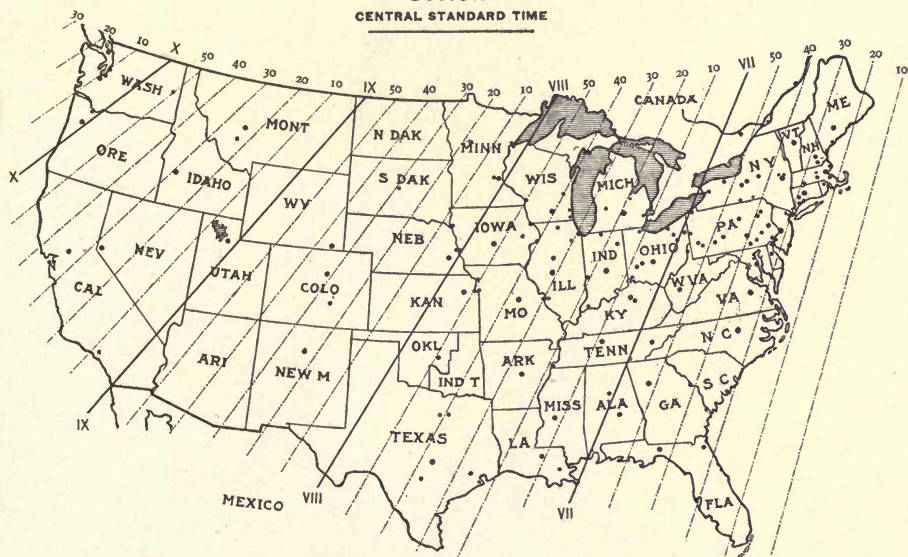 CENTRAL STANDARD TIME
30 20 10 X 50 40 30 20 10 IX 50 40 30 20 10 VIII 50 40 30 20 10 VII 50 40 30 20 10
CANADA
WASH
MONT
N DAK
MINN
ME
ORE
IDAHO
S DAK
WIS
MICH
VT
NH
NY
X
WY
IOWA
NEB
PA
NEV
UTAH
COLO
ILL
IND
OHIO
CAL
KAN
MO
W VA
VA
KY
N C
ARI
NEW M
OKL
IND T
ARK
TENN
S C
IX
TEXAS
LA
MISS
ALA
GA
MEXICO
VIII
VII
FLA